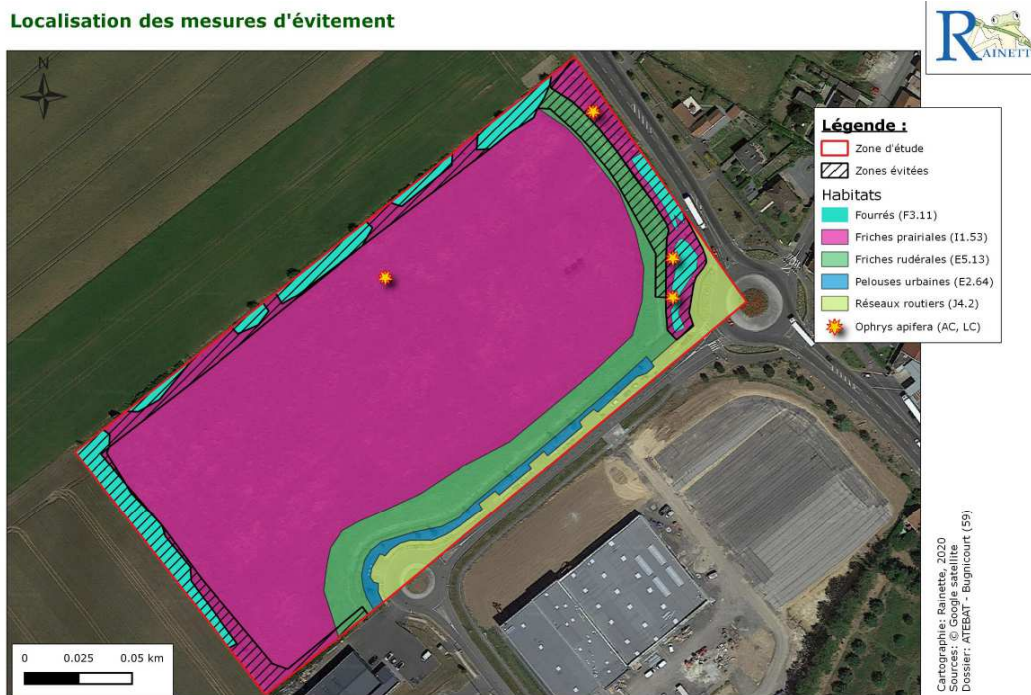 Localisation des mesures d'évitement
RAINETT
N
Légende :
Zone d'étude
Zones évitées
Habitats
Fourrés (F3.11)
Friches prairiales (I1.53)
Friches rudérales (E5.13)
Pelouses urbaines (E2.64)
Réseaux routiers (J4.2)
Ophrys apifera (AC, LC)
0 0.025 0.05 km
Cartographie: Rainette, 2020
Sources: © Google satellite
Dossier: ATEBAT - Bugnicourt (59)